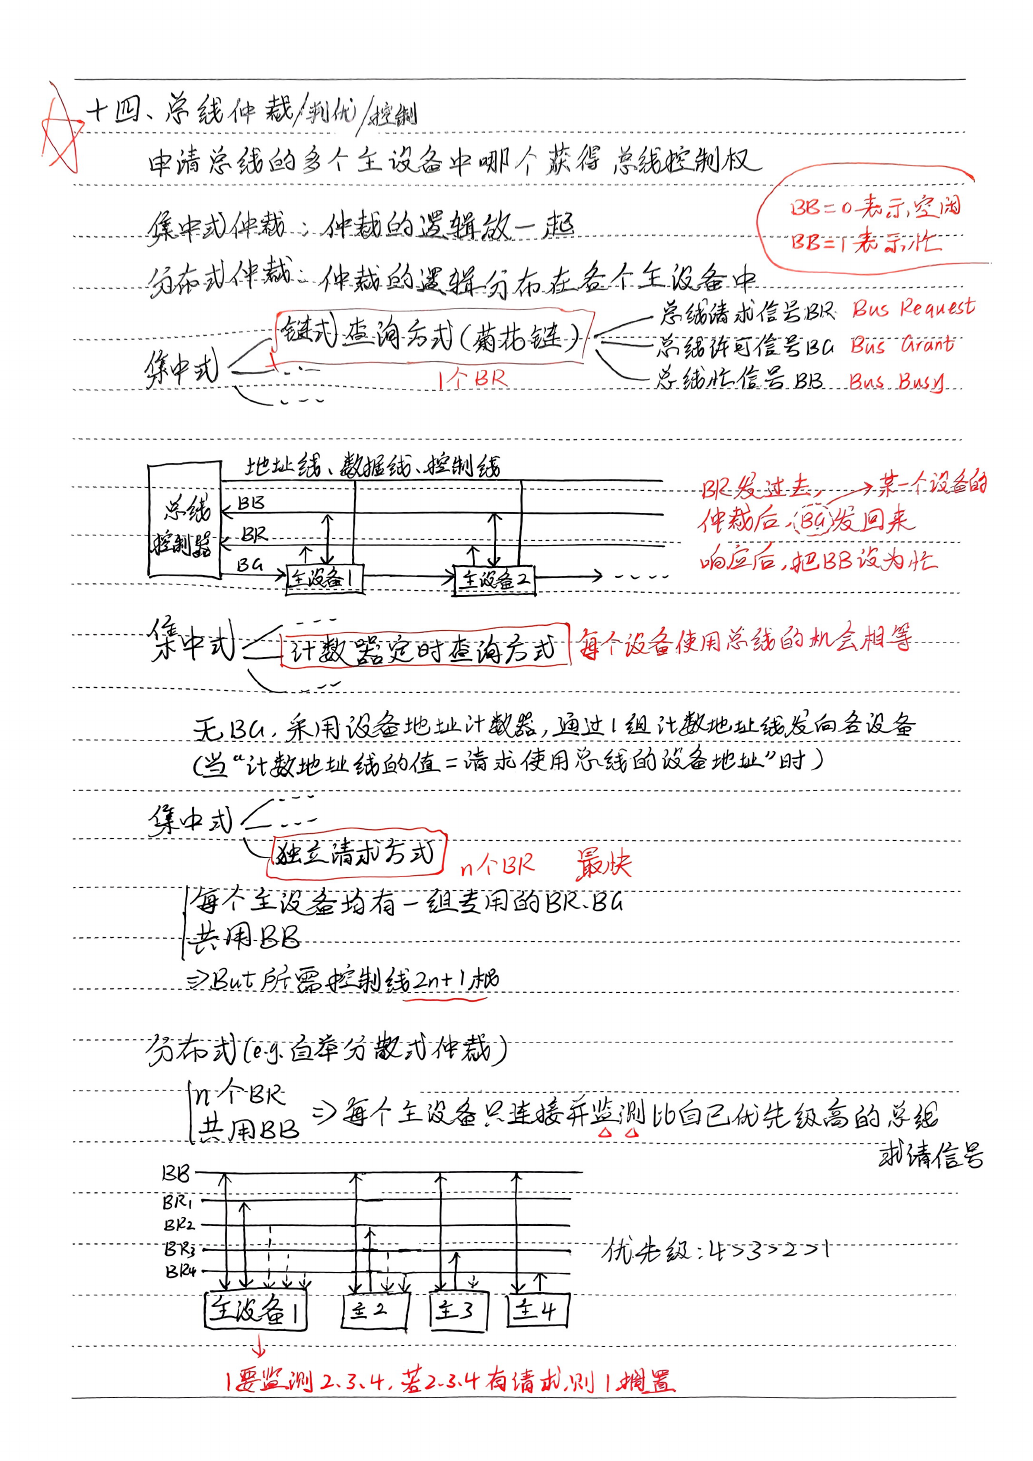 十四、总线仲裁/判优/控制
申请总线的多个主设备中哪个获得总线控制权
BB=0表示空闲
BB=1表示忙
集中式仲裁：仲裁的逻辑放一起
分布式仲裁：仲裁的逻辑分布在各个主设备中
集中式
链式查询方式(菊花链)
1个BR
总线请求信号BR Bus Request
总线许可信号BG Bus Grant
总线忙信号BB Bus Busy
地址线、数据线、控制线
总线
控制器
BB
BR
BG
主设备1
主设备2
BR发过去, 某一个设备的
仲裁后,BG发回来
响应后,把BB设为忙
集中式
计数器定时查询方式 每个设备使用总线的机会相等
无BG,采用设备地址计数器,通过1组计数地址线发向各设备
(当“计数地址线的值=请求使用总线的设备地址”时)
集中式
独立请求方式 n个BR 最快
每个主设备均有一组专用的BR、BG
共用BB
⇒But所需控制线2n+1根
分布式(e.g.自举分散式仲裁)
n个BR
共用BB
⇒每个主设备只连接并监测比自己优先级高的总线
求请信号
BB
BR1
BR2
BR3
BR4
主设备1
主2
主3
主4
优先级:4>3>2>1
1要监测2、3、4,若2、3、4有请求,则1搁置